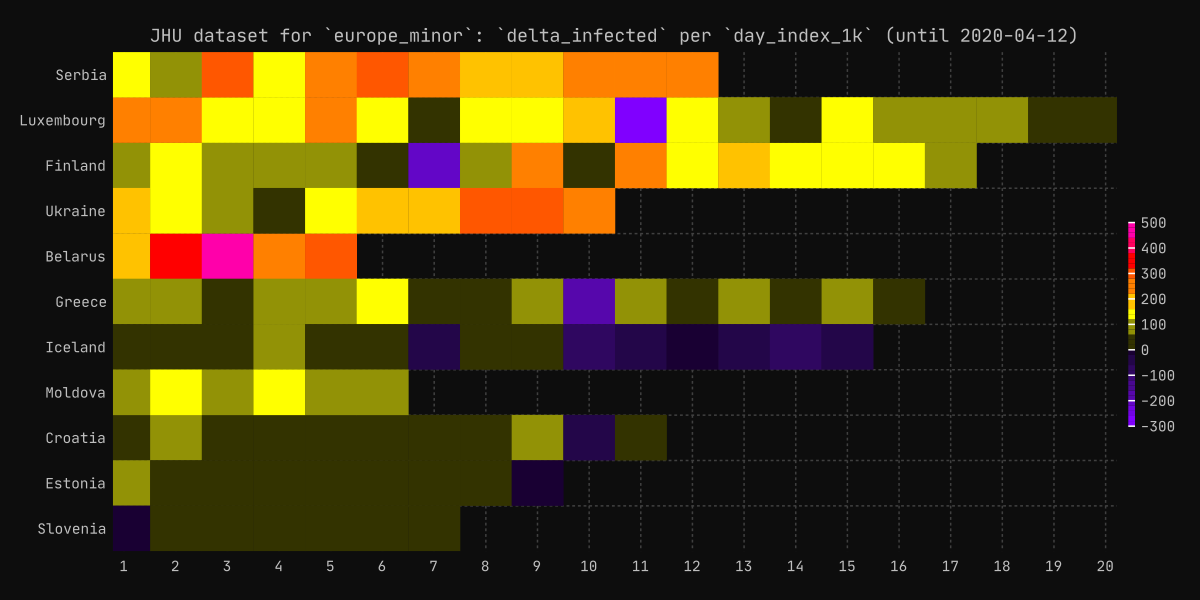 JHU dataset for `europe_minor`: `delta_infected` per `day_index_1k` (until 2020-04-12)
Serbia
Luxembourg
Finland
Ukraine
Belarus
Greece
Iceland
Moldova
Croatia
Estonia
Slovenia
1 2 3 4 5 6 7 8 9 10 11 12 13 14 15 16 17 18 19 20
500
400
300
200
100
0
-100
-200
-300